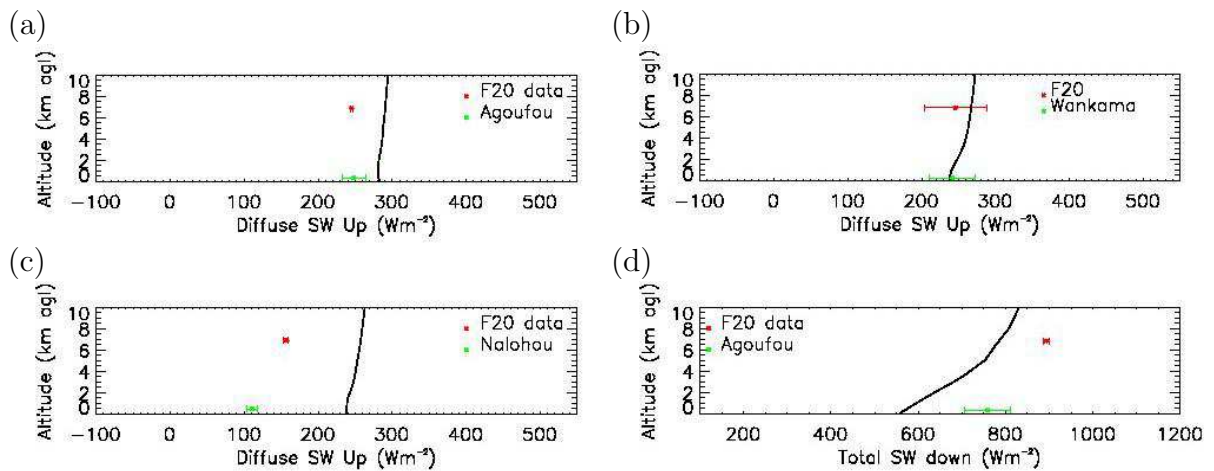 (a)
Altitude (km agl)
10
8
6
4
2
0
F20 data
Agoufou
−100 0 100 200 300 400 500
Diffuse SW Up (Wm⁻²)
(b)
Altitude (km agl)
10
8
6
4
2
0
F20
Wankama
−100 0 100 200 300 400 500
Diffuse SW Up (Wm⁻²)
(c)
Altitude (km agl)
10
8
6
4
2
0
F20 data
Nalohou
−100 0 100 200 300 400 500
Diffuse SW Up (Wm⁻²)
(d)
Altitude (km agl)
10
8
6
4
2
0
F20 data
Agoufou
200 400 600 800 1000 1200
Total SW down (Wm⁻²)